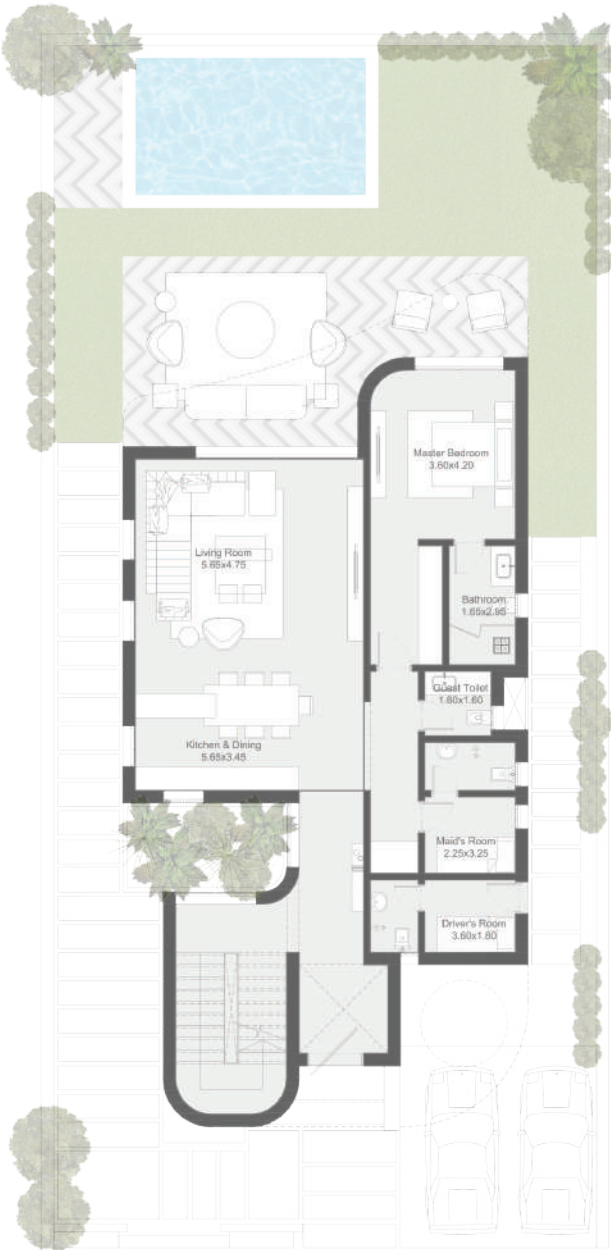 Master Bedroom
3.60x4.20
Living Room
5.65x4.75
Bathroom
1.65x2.95
Guest Toilet
1.60x1.60
Kitchen & Dining
5.65x3.45
Maid's Room
2.25x3.25
Driver's Room
3.60x1.80